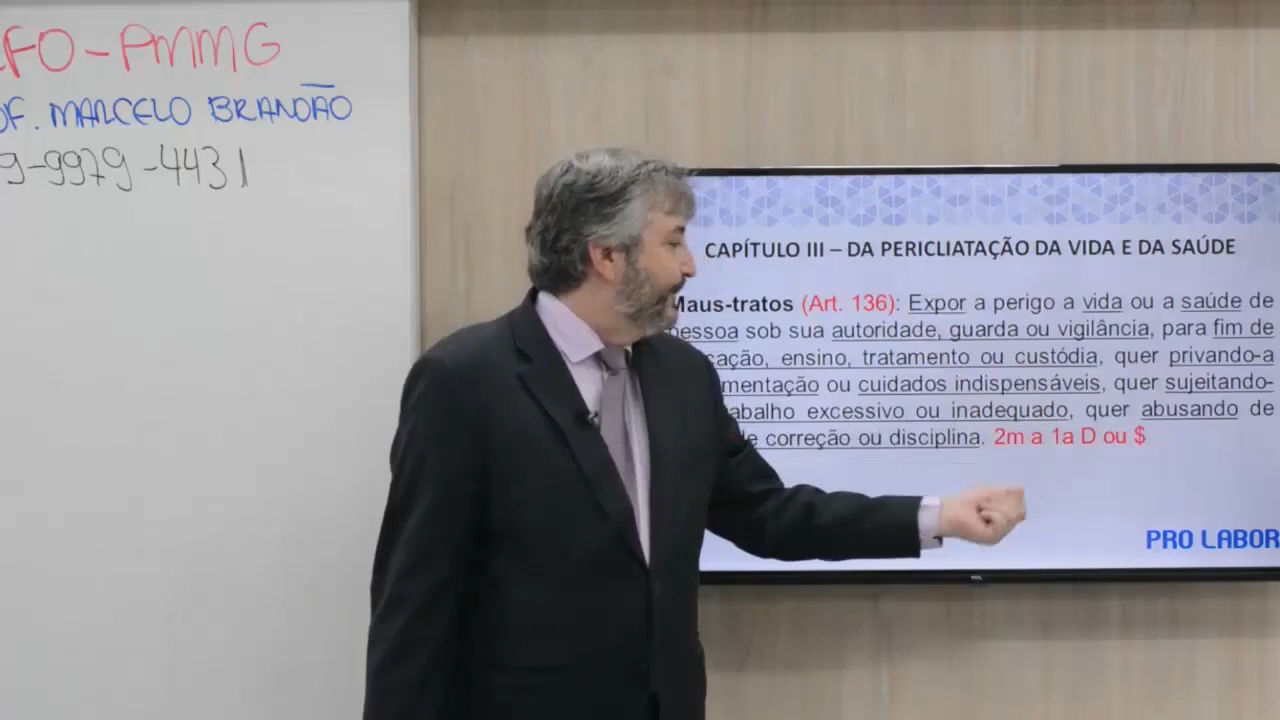 CFO-PMMG
OF. MARCELO BRANDÃO
9-9979-4431
CAPÍTULO III – DA PERICLIATAÇÃO DA VIDA E DA SAÚDE
Maus-tratos (Art. 136): Expor a perigo a vida ou a saúde de
pessoa sob sua autoridade, guarda ou vigilância, para fim de
cação, ensino, tratamento ou custódia, quer privando-a
mentação ou cuidados indispensáveis, quer sujeitando-
abalho excessivo ou inadequado, quer abusando de
e correção ou disciplina. 2m a 1a D ou $
PRO LABOR